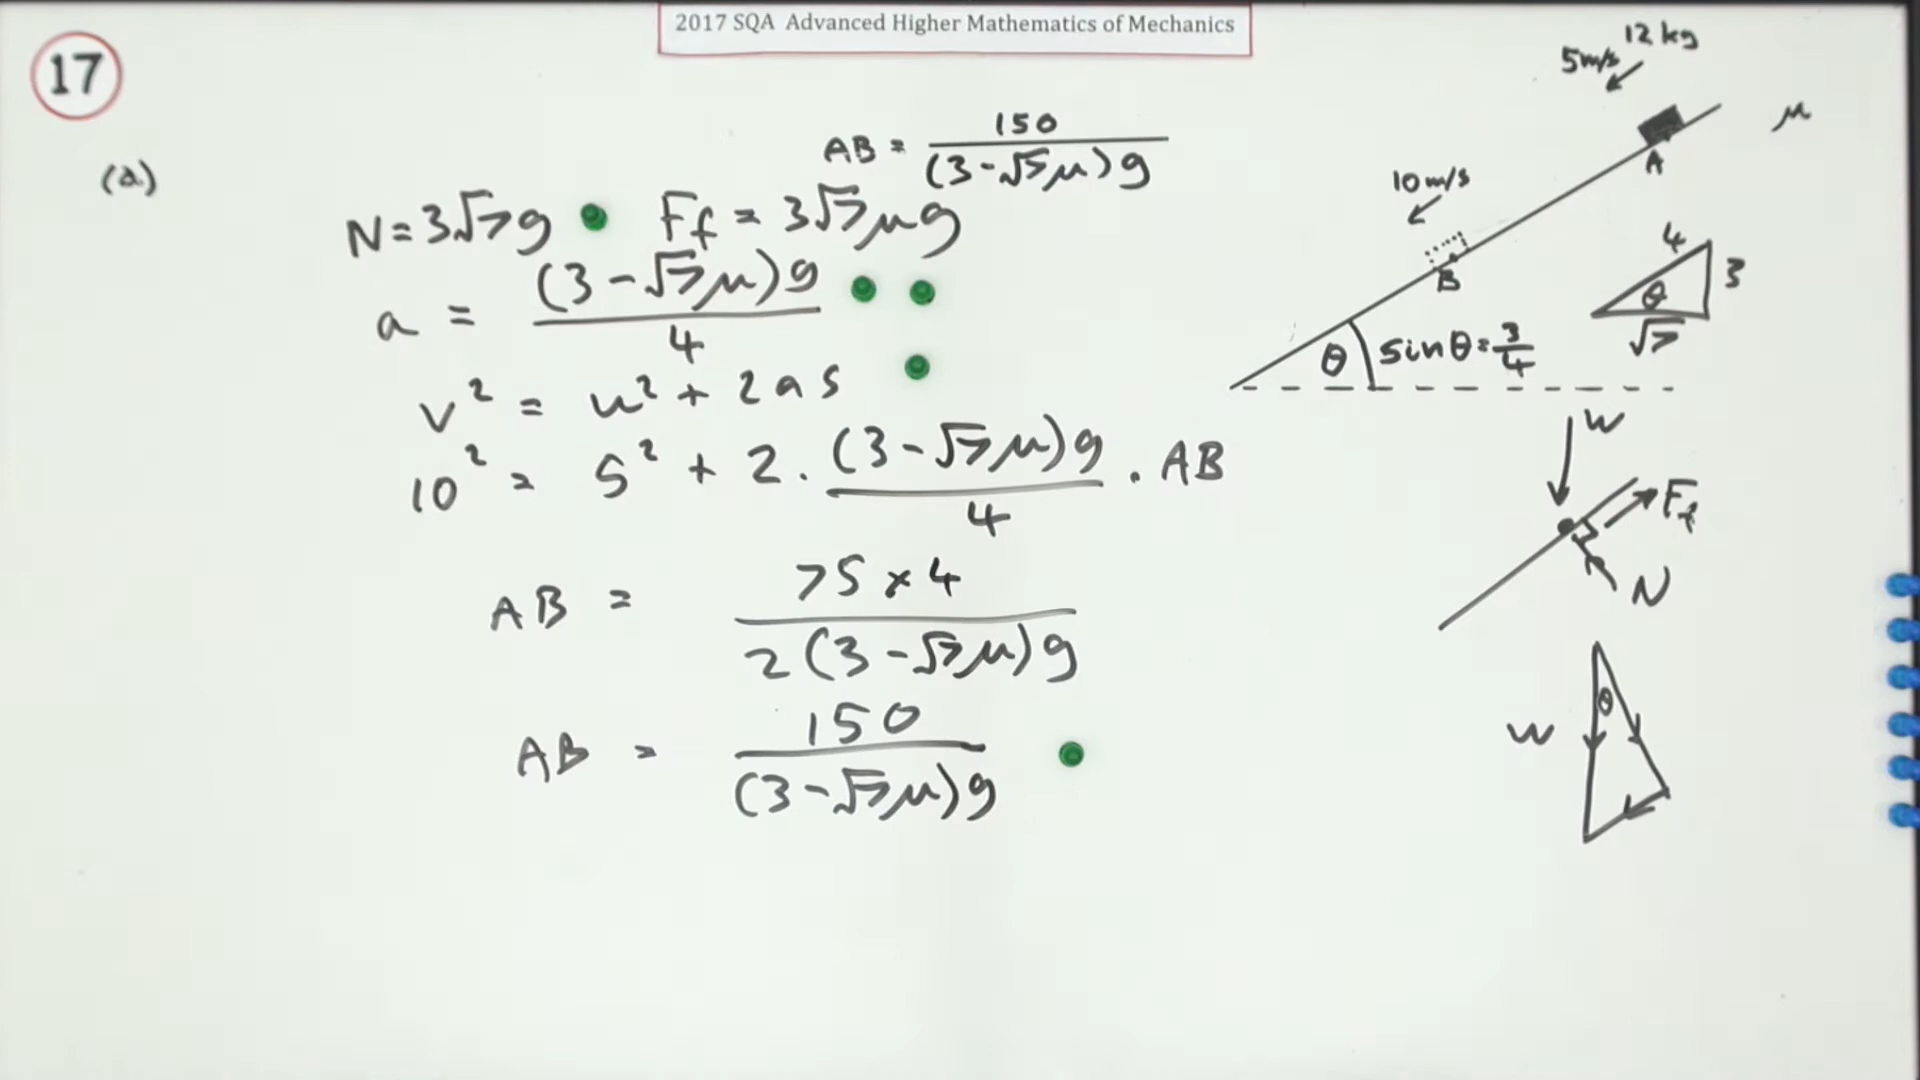 2017 SQA Advanced Higher Mathematics of Mechanics
17
(a)
AB = 150 / (3-√7μ)g
N = 3√7g Ff = 3√7μg
a = (3-√7μ)g / 4
v² = u² + 2as
10² = 5² + 2 . (3-√7μ)g / 4 . AB
AB = 75 × 4 / 2(3-√7μ)g
AB = 150 / (3-√7μ)g
12 kg
5m/s
μ
A
10m/s
B
4
3
θ
√7
θ sinθ = 3/4
W
Ff
N
θ
W